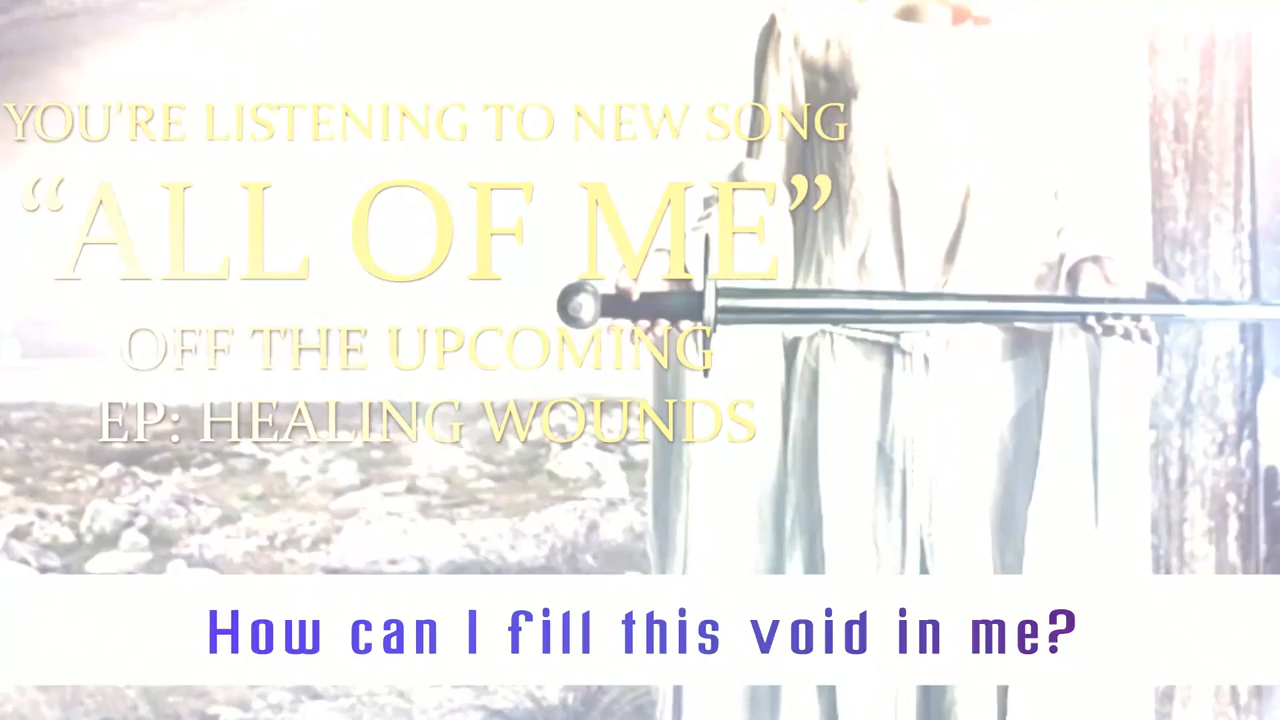 YOU'RE LISTENING TO NEW SONG
“ALL OF ME”
OFF THE UPCOMING
EP: HEALING WOUNDS
How can I fill this void in me?